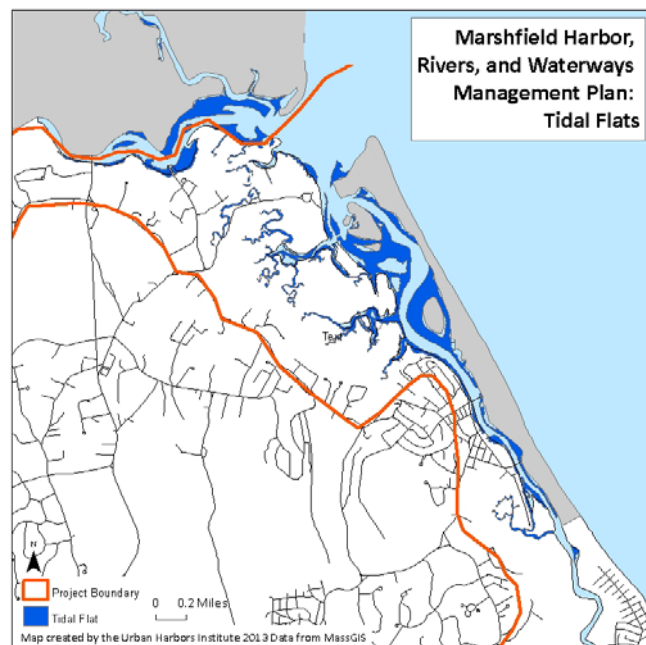 Marshfield Harbor,
Rivers, and Waterways
Management Plan:
Tidal Flats
Text
N
Project Boundary
Tidal Flat
0 0.2 Miles
Map created by the Urban Harbors Institute 2013 Data from MassGIS